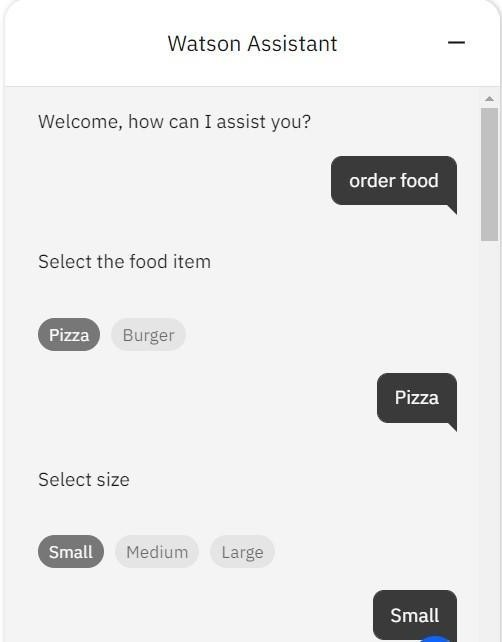 Watson Assistant
Welcome, how can I assist you?
order food
Select the food item
Pizza Burger
Pizza
Select size
Small Medium Large
Small